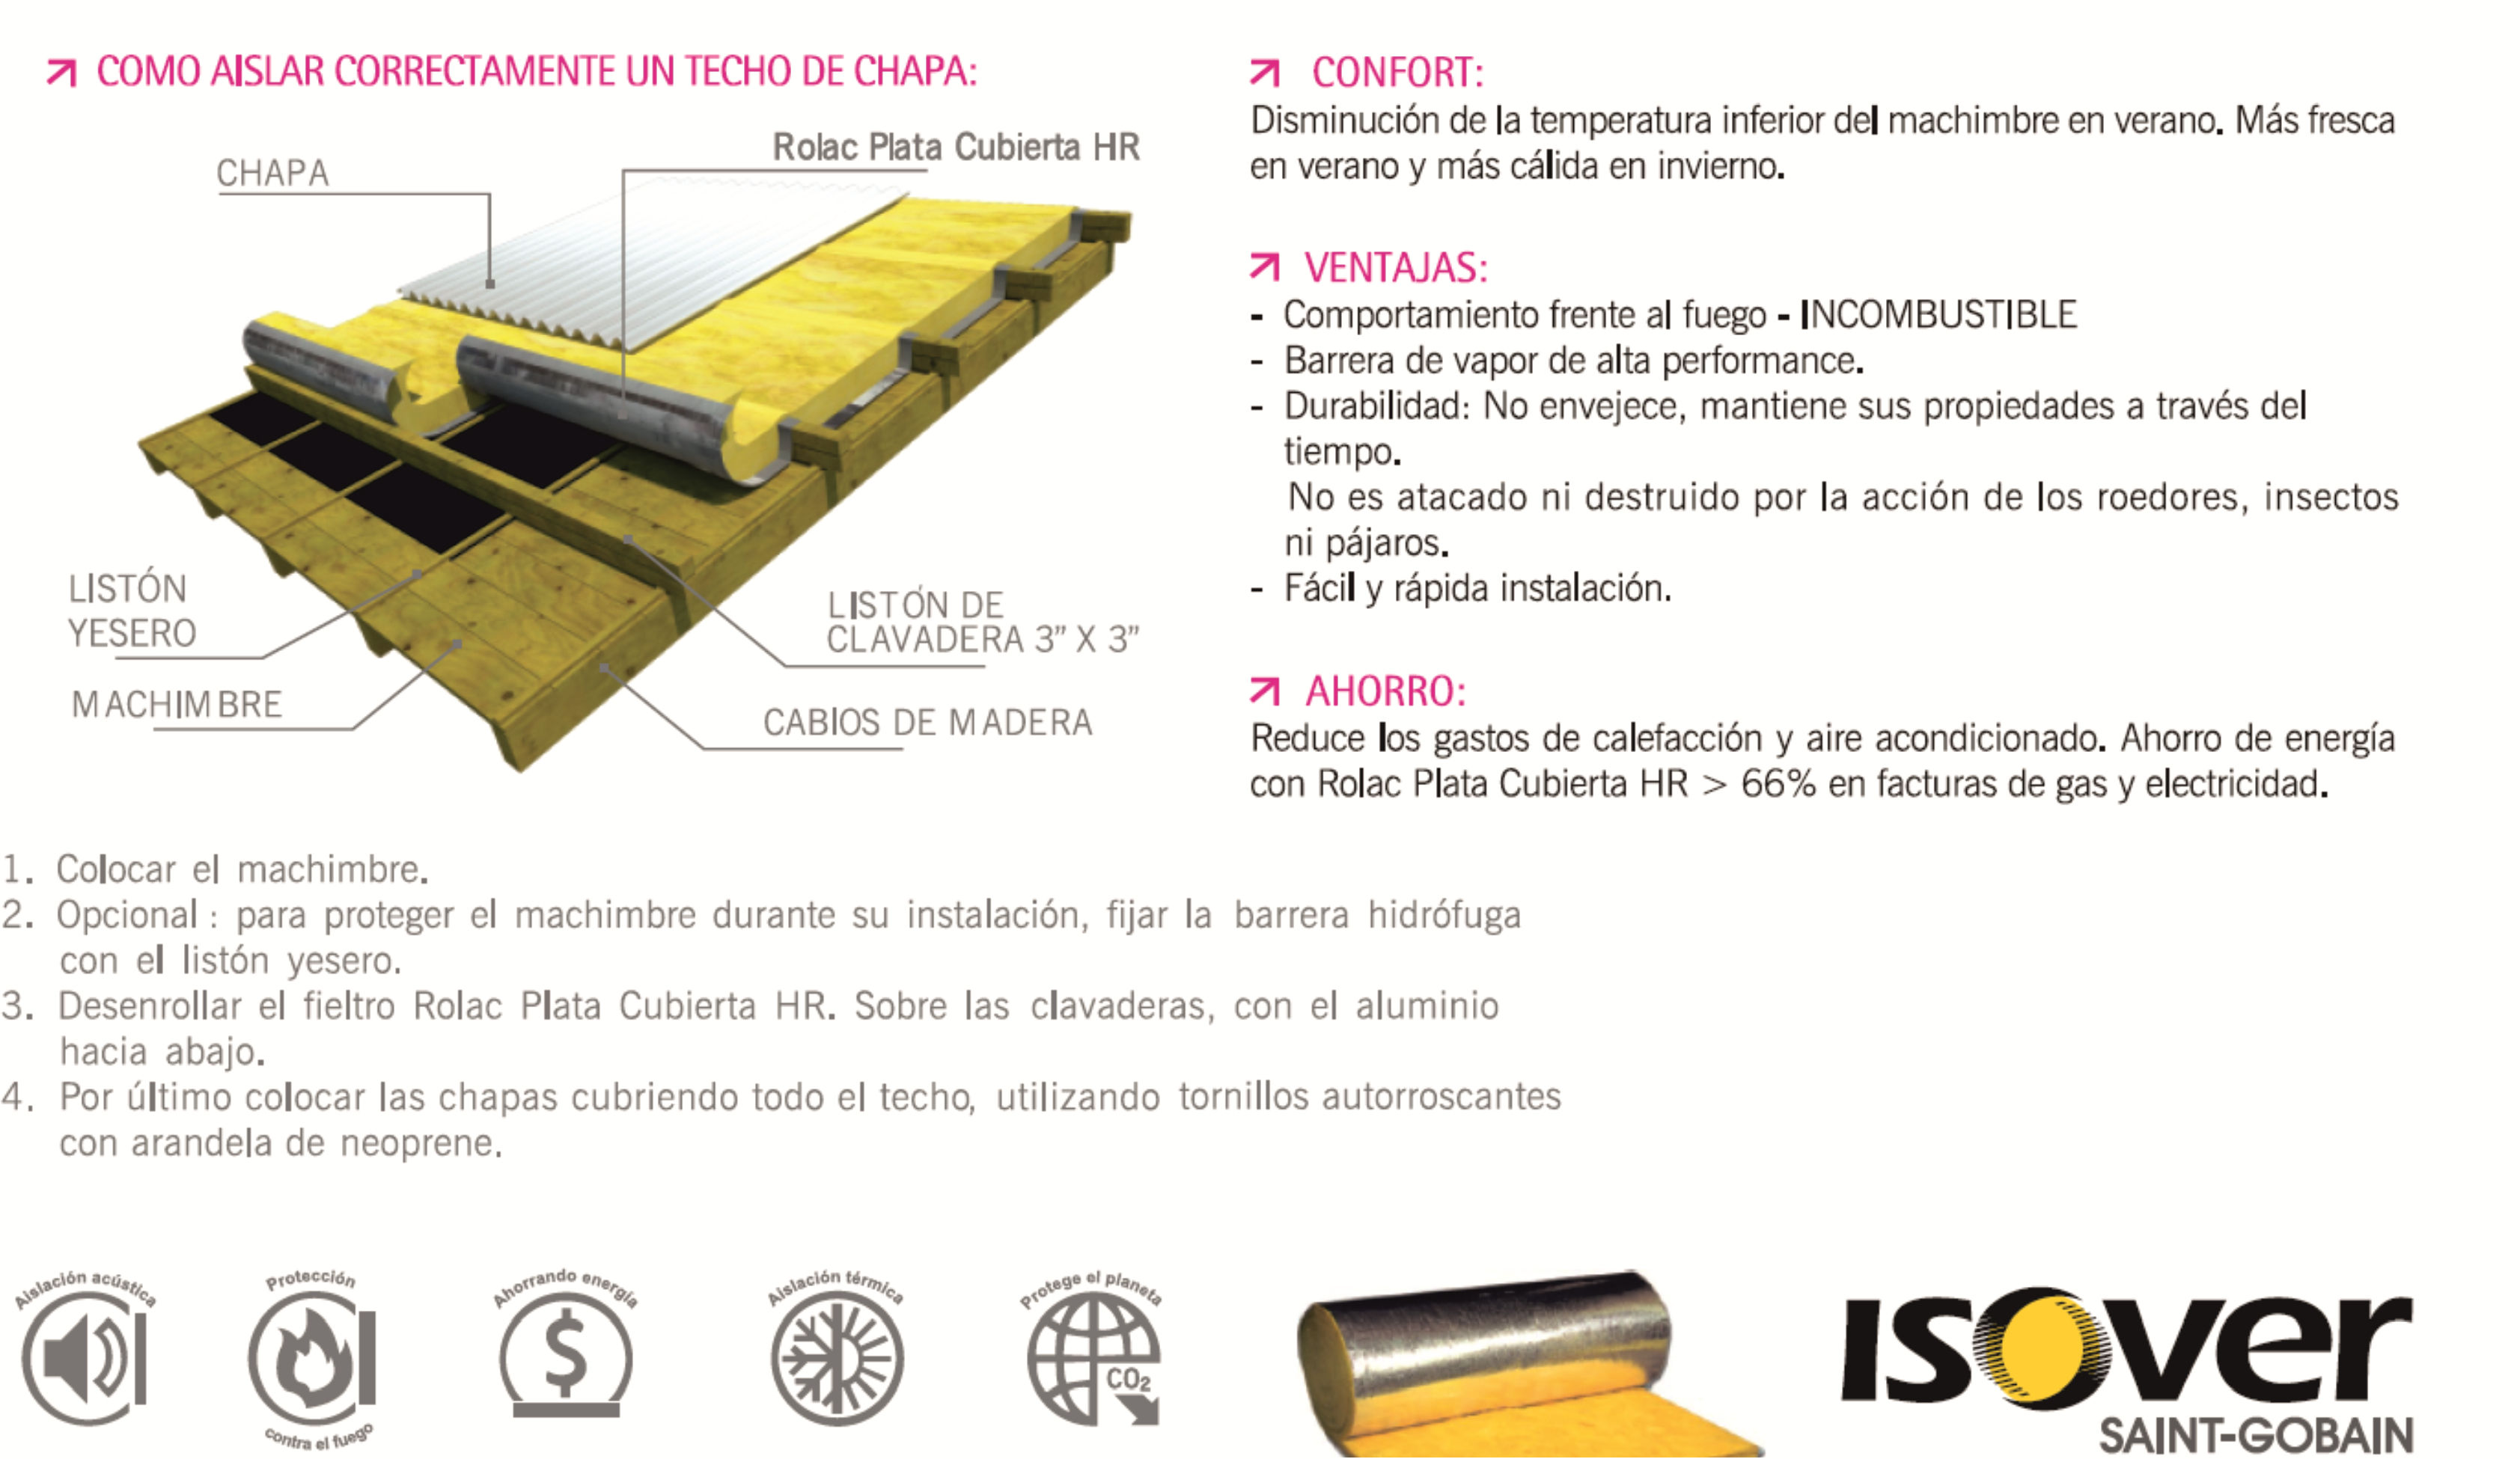 COMO AISLAR CORRECTAMENTE UN TECHO DE CHAPA:
Rolac Plata Cubierta HR
CHAPA
LISTÓN
YESERO
MACHIMBRE
LISTÓN DE
CLAVADERA 3” X 3”
CABIOS DE MADERA
CONFORT:
Disminución de la temperatura inferior del machimbre en verano. Más fresca
en verano y más cálida en invierno.
VENTAJAS:
- Comportamiento frente al fuego - INCOMBUSTIBLE
- Barrera de vapor de alta performance.
- Durabilidad: No envejece, mantiene sus propiedades a través del
tiempo.
No es atacado ni destruido por la acción de los roedores, insectos
ni pájaros.
- Fácil y rápida instalación.
AHORRO:
Reduce los gastos de calefacción y aire acondicionado. Ahorro de energía
con Rolac Plata Cubierta HR > 66% en facturas de gas y electricidad.
1. Colocar el machimbre.
2. Opcional : para proteger el machimbre durante su instalación, fijar la barrera hidrófuga
con el listón yesero.
3. Desenrollar el fieltro Rolac Plata Cubierta HR. Sobre las clavaderas, con el aluminio
hacia abajo.
4. Por último colocar las chapas cubriendo todo el techo, utilizando tornillos autorroscantes
con arandela de neoprene.
Aislación acústica
Protección
contra el fuego
Ahorrando energía
$
Aislación térmica
Protege el planeta
CO₂
ISOver
SAINT-GOBAIN